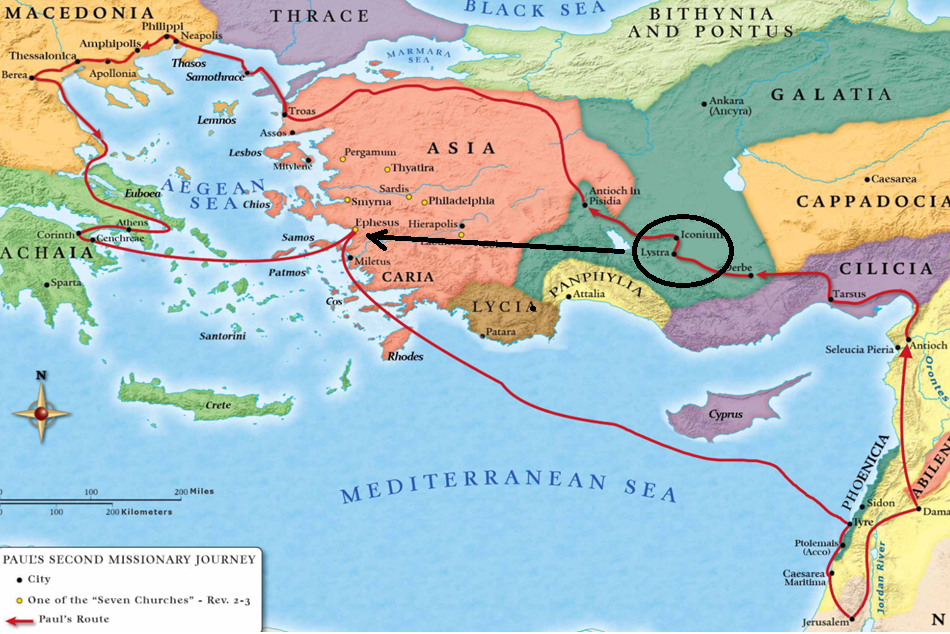 MACEDONIA
THRACE
BLACK SEA
BITHYNIA
AND PONTUS
Philippi
Neapolis
Amphipolis
Thessalonica
Apollonia
Berea
Thasos
Samothrace
MARMARA
SEA
GALATIA
Ankara
(Ancyra)
Troas
Lemnos
Assos
ASIA
Lesbos
Mitylene
Pergamum
Thyatira
Caesarea
CAPPADOCIA
AEGEAN
SEA
Euboea
Chios
Sardis
Smyrna
Philadelphia
Antioch in
Pisidia
Athens
Corinth
Cenchreae
Ephesus
Hierapolis
Samos
Iconium
Lystra
ACHAIA
Miletus
Patmos
CARIA
Derbe
CILICIA
PANPHYLIA
Attalia
Tarsus
Sparta
Cos
LYCIA
Santorini
Patara
Rhodes
Seleucia Pieria
Antioch
Orontes
N
Crete
Cyprus
MEDITERRANEAN SEA
PHOENICIA
ABILEN
0 100 200 Miles
0 100 200 Kilometers
Sidon
Dama
Tyre
Ptolemais
(Acco)
Jordan River
Caesarea
Maritima
Jerusalem
N
PAUL'S SECOND MISSIONARY JOURNEY
City
One of the "Seven Churches" - Rev. 2-3
Paul's Route